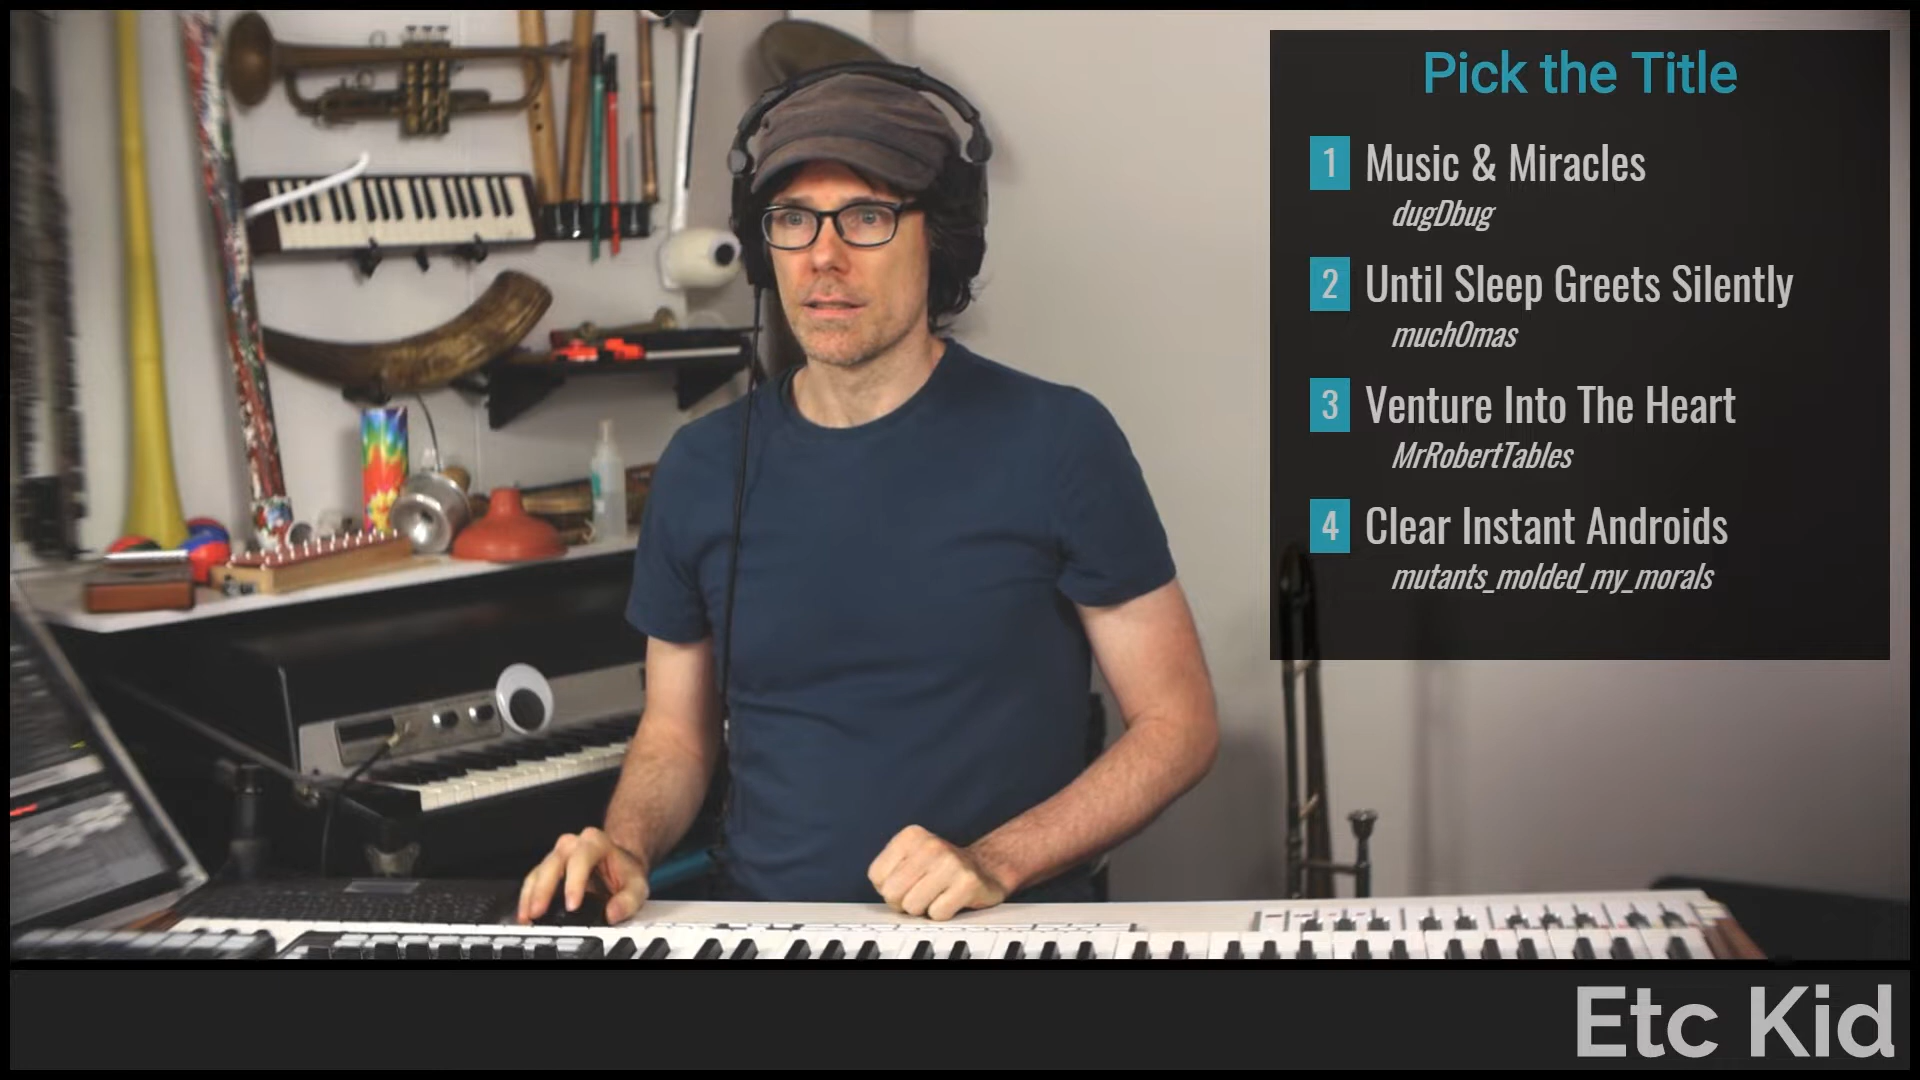 Pick the Title
1 Music & Miracles
dugDbug
2 Until Sleep Greets Silently
muchOmas
3 Venture Into The Heart
MrRobertTables
4 Clear Instant Androids
mutants_molded_my_morals
Etc Kid